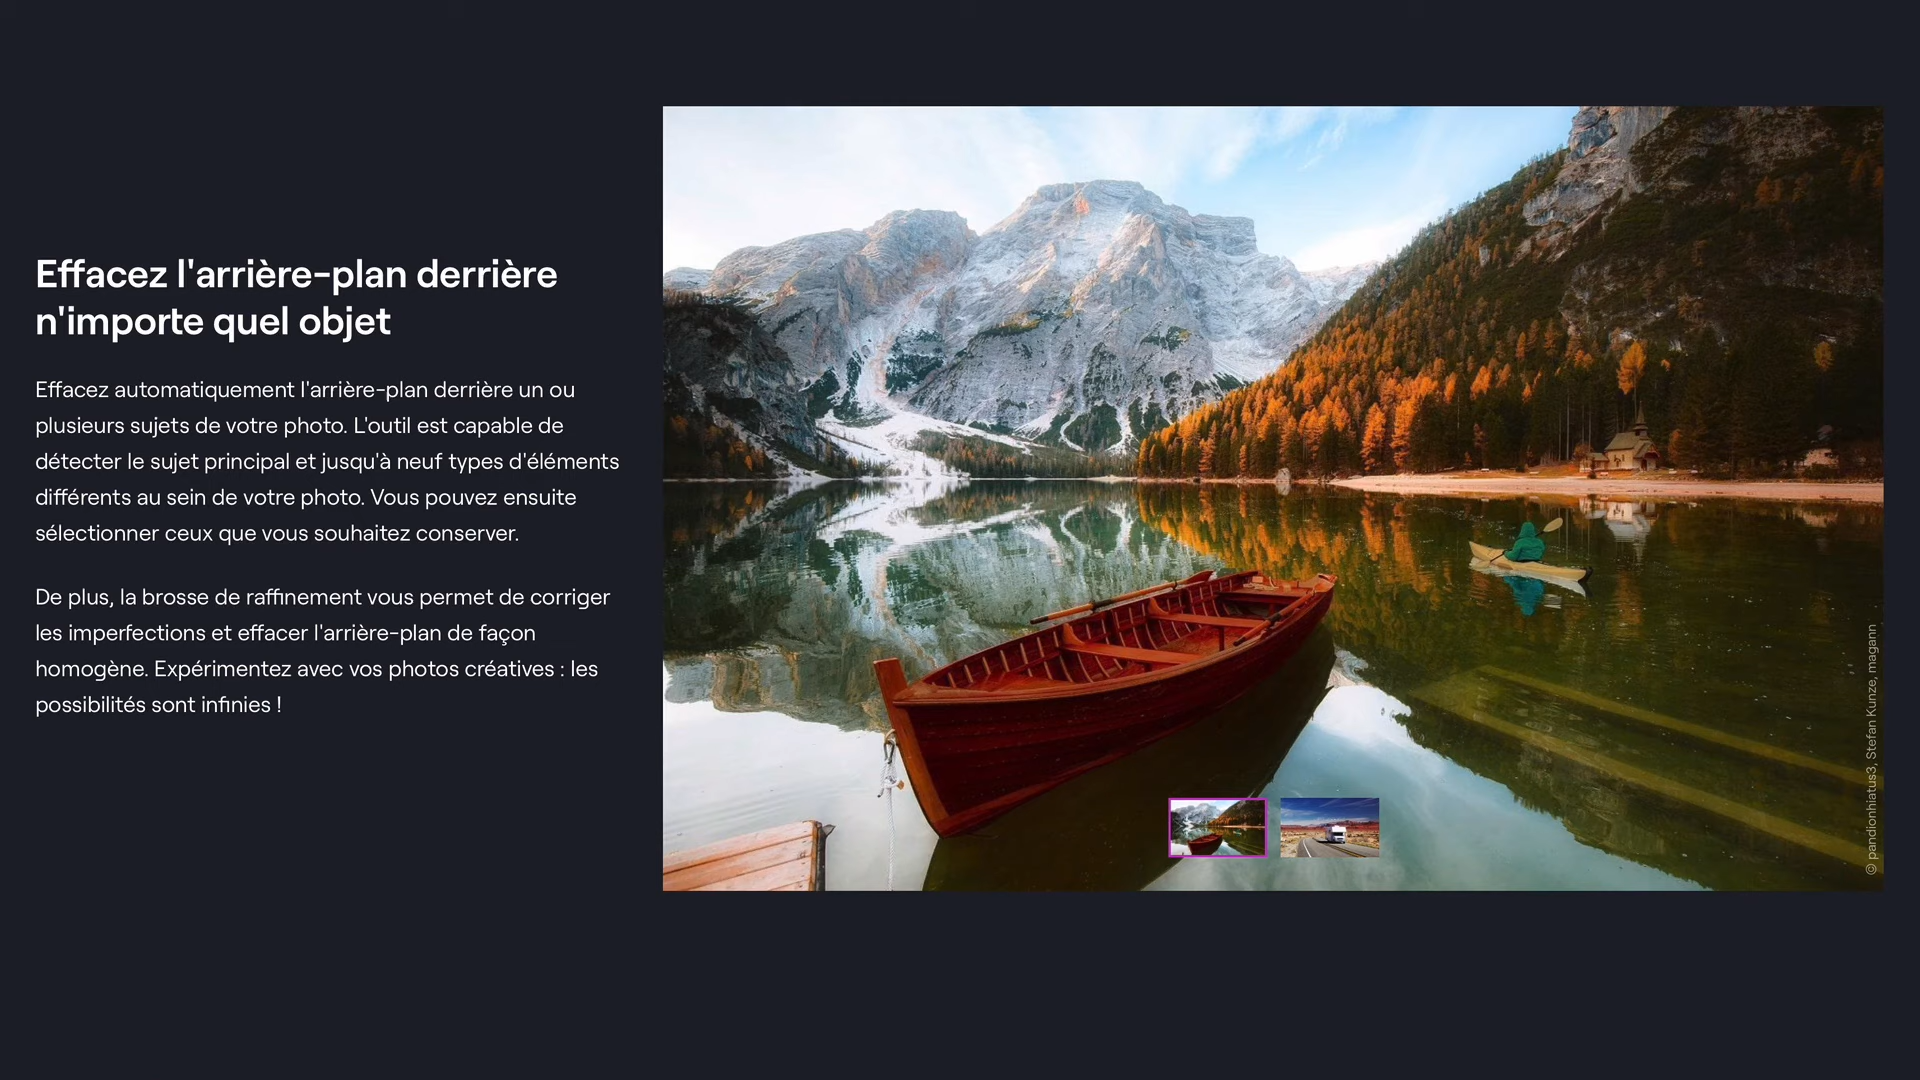 Effacez l'arrière-plan derrière
n'importe quel objet
Effacez automatiquement l'arrière-plan derrière un ou
plusieurs sujets de votre photo. L'outil est capable de
détecter le sujet principal et jusqu'à neuf types d'éléments
différents au sein de votre photo. Vous pouvez ensuite
sélectionner ceux que vous souhaitez conserver.
De plus, la brosse de raffinement vous permet de corriger
les imperfections et effacer l'arrière-plan de façon
homogène. Expérimentez avec vos photos créatives : les
possibilités sont infinies !
© pandionhiatus3, Stefan Kunze, magann